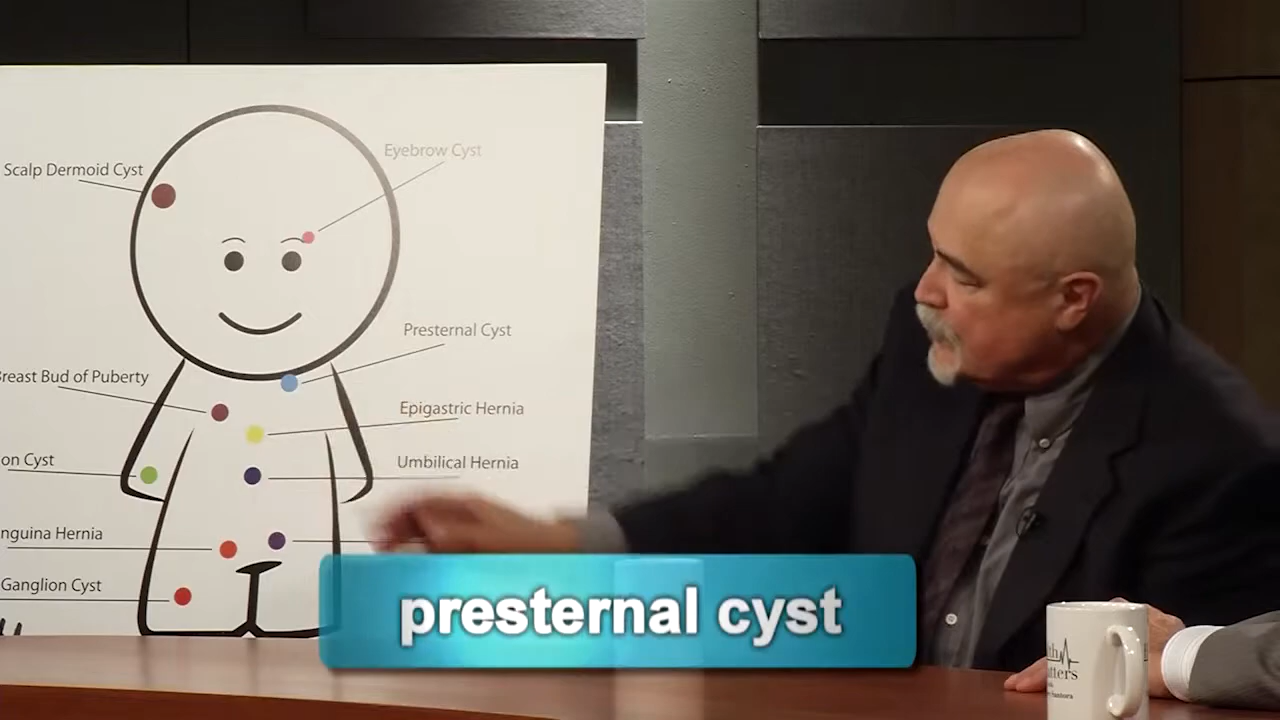 Scalp Dermoid Cyst
Eyebrow Cyst
Presternal Cyst
Breast Bud of Puberty
Epigastric Hernia
on Cyst
Umbilical Hernia
nguina Hernia
Ganglion Cyst
presternal cyst